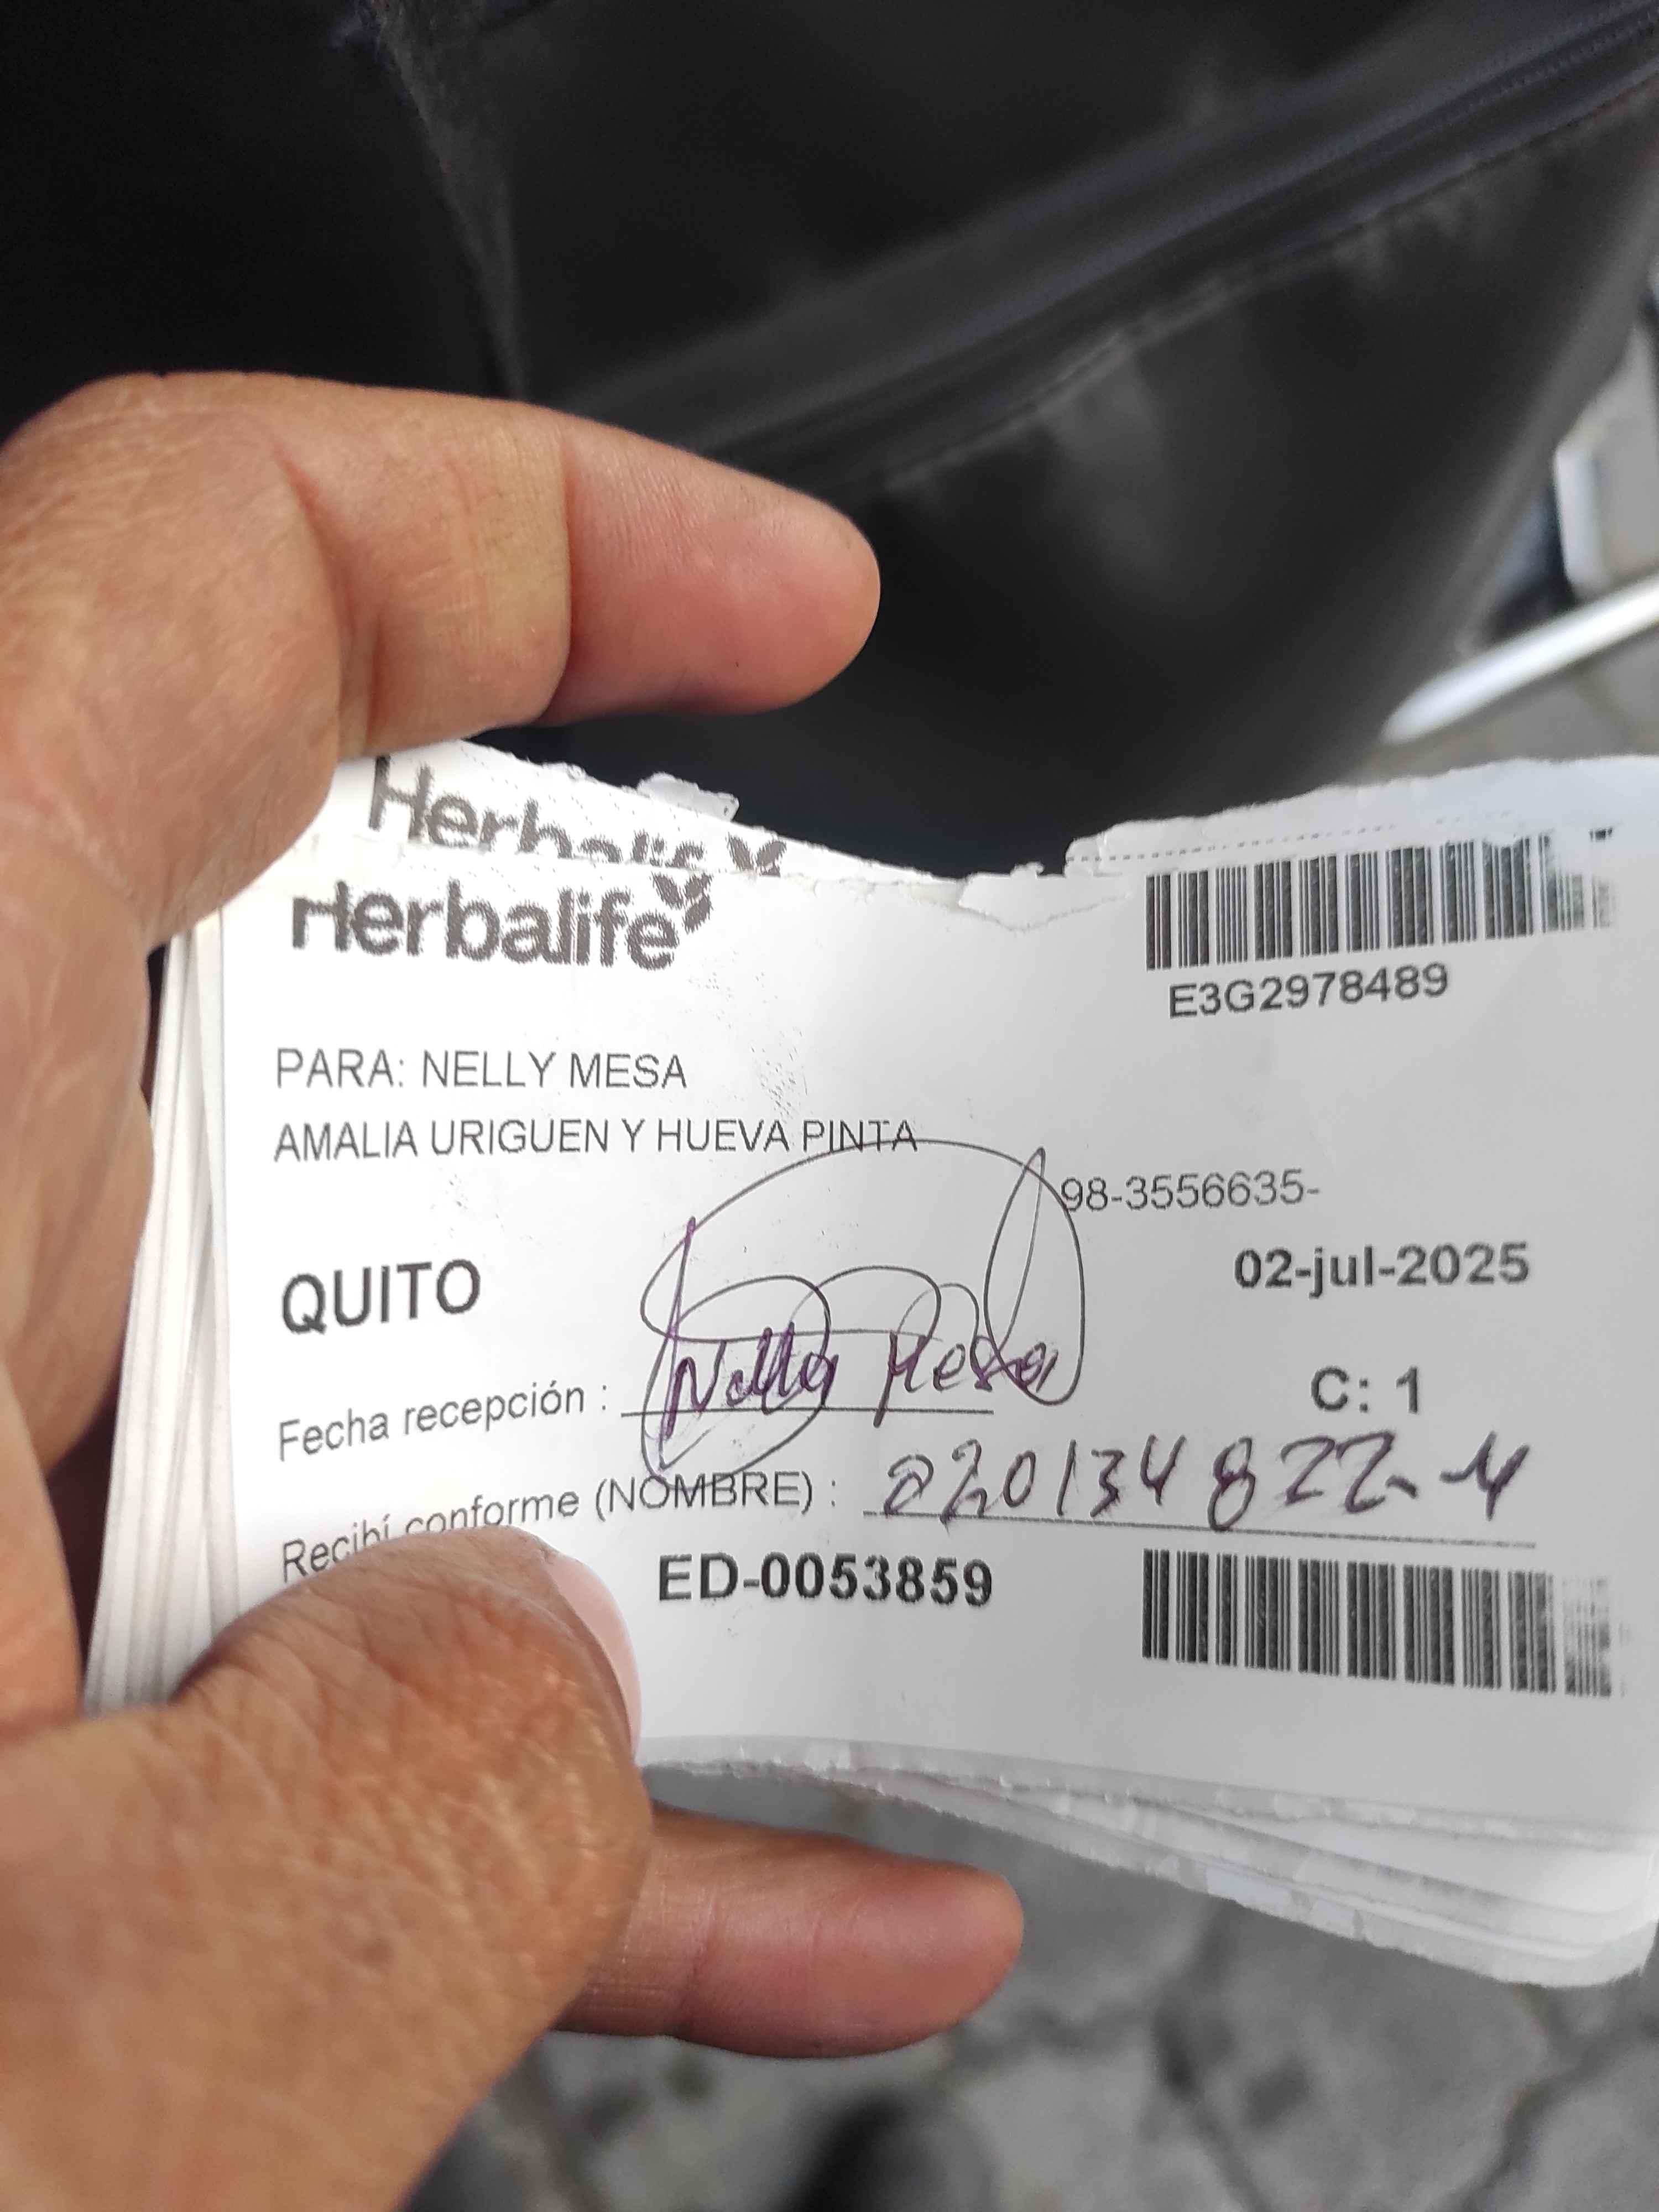 Herbalife
Herbalife
E3G2978489
PARA: NELLY MESA
AMALIA URIGUEN Y HUEVA PINTA
98-3556635-
QUITO
02-jul-2025
Fecha recepción : Nelly Mesa
C: 1
Recibí conforme (NOMBRE) :
ED-0053859